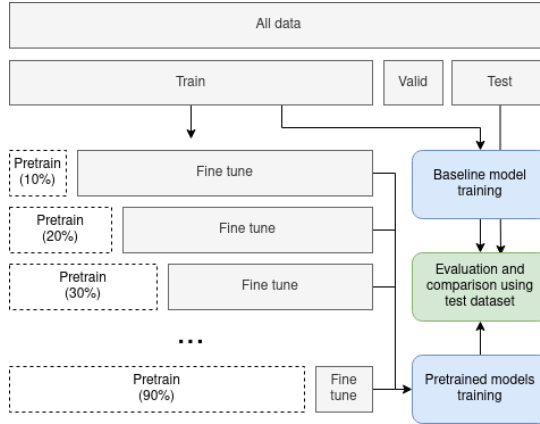 All data
Train
Valid
Test
Pretrain
(10%)
Fine tune
Baseline model
training
Pretrain
(20%)
Fine tune
Evaluation and
comparison using
test dataset
Pretrain
(30%)
Fine tune
...
Pretrain
(90%)
Fine
tune
Pretrained models
training